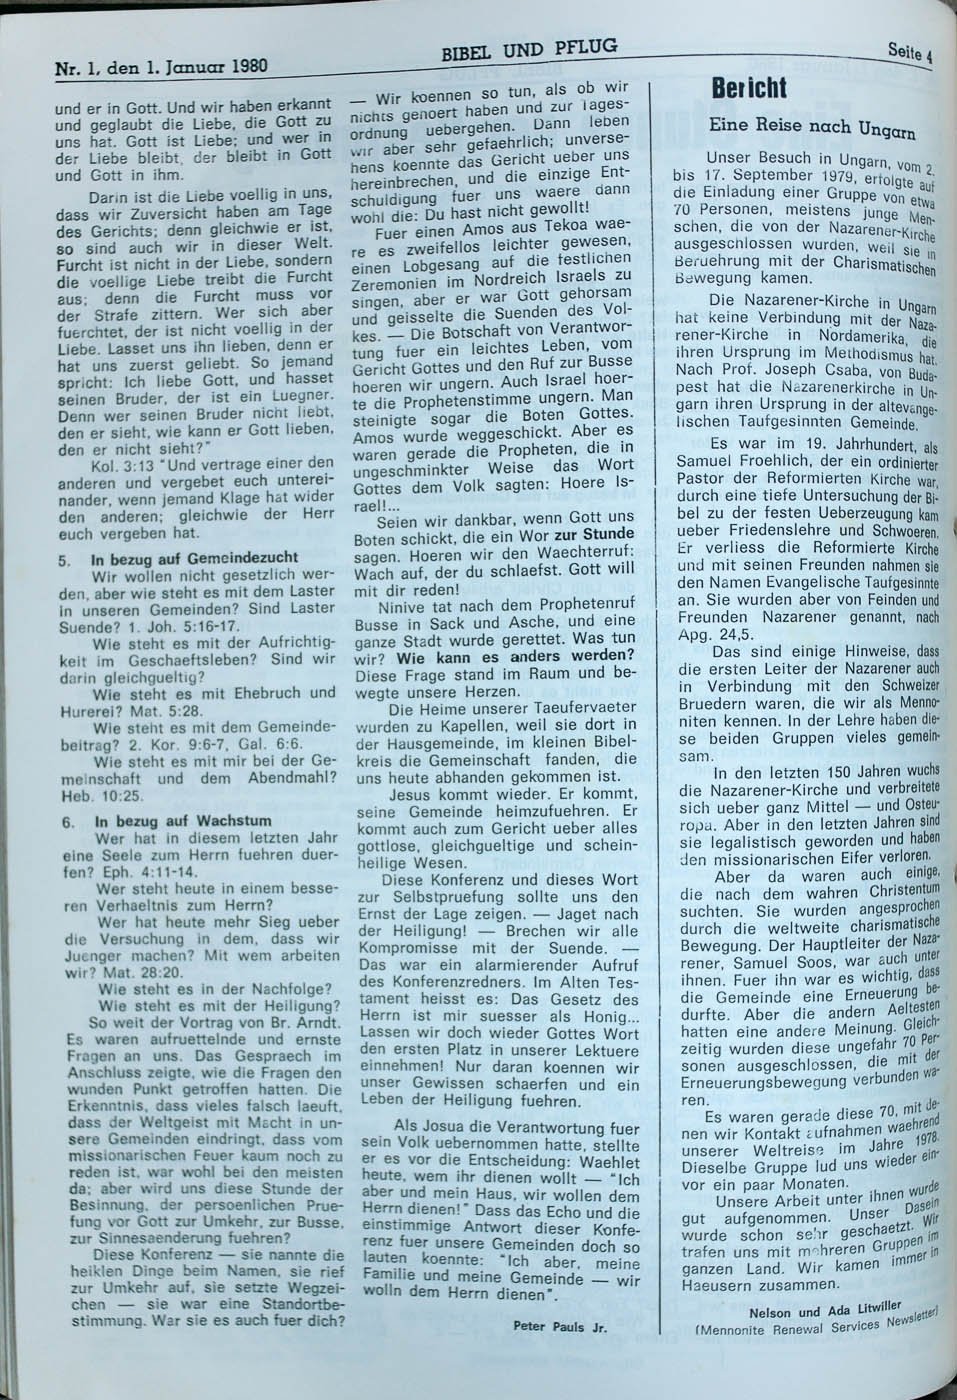 Nr. 1, den 1. Januar 1980
BIBEL UND PFLUG
Seite 4
und er in Gott. Und wir haben erkannt
und geglaubt die Liebe, die Gott zu
uns hat. Gott ist Liebe; und wer in
der Liebe bleibt, der bleibt in Gott
und Gott in ihm.
Darin ist die Liebe voellig in uns,
dass wir Zuversicht haben am Tage
des Gerichts; denn gleichwie er ist,
so sind auch wir in dieser Welt.
Furcht ist nicht in der Liebe, sondern
die voellige Liebe treibt die Furcht
aus; denn die Furcht muss vor
der Strafe zittern. Wer sich aber
fuerchtet, der ist nicht voellig in der
Liebe. Lasset uns ihn lieben, denn er
hat uns zuerst geliebt. So jemand
spricht: Ich liebe Gott, und hasset
seinen Bruder, der ist ein Luegner.
Denn wer seinen Bruder nicht liebt,
den er sieht, wie kann er Gott lieben,
den er nicht sieht?"
Kol. 3:13 "Und vertrage einer den
anderen und vergebet euch unterei-
nander, wenn jemand Klage hat wider
den anderen; gleichwie der Herr
euch vergeben hat.
5. In bezug auf Gemeindezucht
Wir wollen nicht gesetzlich wer-
den, aber wie steht es mit dem Laster
in unseren Gemeinden? Sind Laster
Suende? 1. Joh. 5:16-17.
Wie steht es mit der Aufrichtig-
keit im Geschaeftsleben? Sind wir
darin gleichgueltig?
Wie steht es mit Ehebruch und
Hurerei? Mat. 5:28.
Wie steht es mit dem Gemeinde-
beitrag? 2. Kor. 9:6-7, Gal. 6:6.
Wie steht es mit mir bei der Ge-
meinschaft und dem Abendmahl?
Heb. 10:25.
6. In bezug auf Wachstum
Wer hat in diesem letzten Jahr
eine Seele zum Herrn fuehren duer-
fen? Eph. 4:11-14.
Wer steht heute in einem besse-
ren Verhaeltnis zum Herrn?
Wer hat heute mehr Sieg ueber
die Versuchung in dem, dass wir
Juenger machen? Mit wem arbeiten
wir? Mat. 28:20.
Wie steht es in der Nachfolge?
Wie steht es mit der Heiligung?
So weit der Vortrag von Br. Arndt.
Es waren aufruettelnde und ernste
Fragen an uns. Das Gespraech im
Anschluss zeigte, wie die Fragen den
wunden Punkt getroffen hatten. Die
Erkenntnis, dass vieles falsch laeuft,
dass der Weltgeist mit Macht in un-
sere Gemeinden eindringt, dass vom
missionarischen Feuer kaum noch zu
reden ist, war wohl bei den meisten
da; aber wird uns diese Stunde der
Besinnung, der persoenlichen Prue-
fung vor Gott zur Umkehr, zur Busse,
zur Sinnesaenderung fuehren?
Diese Konferenz — sie nannte die
heiklen Dinge beim Namen, sie rief
zur Umkehr auf, sie setzte Wegzei-
chen — sie war eine Standortbe-
stimmung. War sie es auch fuer dich?
— Wir koennen so tun, als ob wir
nichts gehoert haben und zur Tages-
ordnung uebergehen. Dann leben
wir aber sehr gefaehrlich; unverse-
hens koennte das Gericht ueber uns
hereinbrechen, und die einzige Ent-
schuldigung fuer uns waere dann
wohl die: Du hast nicht gewollt!
Fuer einen Amos aus Tekoa wae-
re es zweifellos leichter gewesen,
einen Lobgesang auf die festlichen
Zeremonien im Nordreich Israels zu
singen, aber er war Gott gehorsam
und geisselte die Suenden des Vol-
kes. — Die Botschaft von Verantwor-
tung fuer ein leichtes Leben, vom
Gericht Gottes und den Ruf zur Busse
hoeren wir ungern. Auch Israel hoer-
te die Prophetenstimme ungern. Man
steinigte sogar die Boten Gottes.
Amos wurde weggeschickt. Aber es
waren gerade die Propheten, die in
ungeschminkter Weise das Wort
Gottes dem Volk sagten: Hoere Is-
rael!...
Seien wir dankbar, wenn Gott uns
Boten schickt, die ein Wor zur Stunde
sagen. Hoeren wir den Waechterruf:
Wach auf, der du schlaefst. Gott will
mit dir reden!
Ninive tat nach dem Prophetenruf
Busse in Sack und Asche, und eine
ganze Stadt wurde gerettet. Was tun
wir? Wie kann es anders werden?
Diese Frage stand im Raum und be-
wegte unsere Herzen.
Die Heime unserer Taeufervaeter
wurden zu Kapellen, weil sie dort in
der Hausgemeinde, im kleinen Bibel-
kreis die Gemeinschaft fanden, die
uns heute abhanden gekommen ist.
Jesus kommt wieder. Er kommt,
seine Gemeinde heimzufuehren. Er
kommt auch zum Gericht ueber alles
gottlose, gleichgueltige und schein-
heilige Wesen.
Diese Konferenz und dieses Wort
zur Selbstpruefung sollte uns den
Ernst der Lage zeigen. — Jaget nach
der Heiligung! — Brechen wir alle
Kompromisse mit der Suende. —
Das war ein alarmierender Aufruf
des Konferenzredners. Im Alten Tes-
tament heisst es: Das Gesetz des
Herrn ist mir suesser als Honig...
Lassen wir doch wieder Gottes Wort
den ersten Platz in unserer Lektuere
einnehmen! Nur daran koennen wir
unser Gewissen schaerfen und ein
Leben der Heiligung fuehren.
Als Josua die Verantwortung fuer
sein Volk uebernommen hatte, stellte
er es vor die Entscheidung: Waehlet
heute, wem ihr dienen wollt — "Ich
aber und mein Haus, wir wollen dem
Herrn dienen!" Dass das Echo und die
einstimmige Antwort dieser Konfe-
renz fuer unsere Gemeinden doch so
lauten koennte: "Ich aber, meine
Familie und meine Gemeinde — wir
wolln dem Herrn dienen".
Peter Pauls Jr.
Bericht
Eine Reise nach Ungarn
Unser Besuch in Ungarn, vom 2.
bis 17. September 1979, erfolgte auf
die Einladung einer Gruppe von etwa
70 Personen, meistens junge Men-
schen, die von der Nazarener-Kirche
ausgeschlossen wurden, weil sie in
Beruehrung mit der Charismatischen
Bewegung kamen.
Die Nazarener-Kirche in Ungarn
hat keine Verbindung mit der Naza-
rener-Kirche in Nordamerika, die
ihren Ursprung im Methodismus hat.
Nach Prof. Joseph Csaba, von Buda-
pest hat die Nazarenerkirche in Un-
garn ihren Ursprung in der altevange-
lischen Taufgesinnten Gemeinde.
Es war im 19. Jahrhundert, als
Samuel Froehlich, der ein ordinierter
Pastor der Reformierten Kirche war,
durch eine tiefe Untersuchung der Bi-
bel zu der festen Ueberzeugung kam
ueber Friedenslehre und Schwoeren.
Er verliess die Reformierte Kirche
und mit seinen Freunden nahmen sie
den Namen Evangelische Taufgesinnte
an. Sie wurden aber von Feinden und
Freunden Nazarener genannt, nach
Apg. 24,5.
Das sind einige Hinweise, dass
die ersten Leiter der Nazarener auch
in Verbindung mit den Schweizer
Bruedern waren, die wir als Menno-
niten kennen. In der Lehre haben die-
se beiden Gruppen vieles gemein-
sam.
In den letzten 150 Jahren wuchs
die Nazarener-Kirche und verbreitete
sich ueber ganz Mittel — und Osteu-
ropa. Aber in den letzten Jahren sind
sie legalistisch geworden und haben
den missionarischen Eifer verloren.
Aber da waren auch einige,
die nach dem wahren Christentum
suchten. Sie wurden angesprochen
durch die weltweite charismatische
Bewegung. Der Hauptleiter der Naza-
rener, Samuel Soos, war auch unter
ihnen. Fuer ihn war es wichtig, dass
die Gemeinde eine Erneuerung be-
durfte. Aber die andern Aeltesten
hatten eine andere Meinung. Gleich-
zeitig wurden diese ungefahr 70 Per-
sonen ausgeschlossen, die mit der
Erneuerungsbewegung verbunden wa-
ren.
Es waren gerade diese 70, mit de-
nen wir Kontakt aufnahmen waehrend
unserer Weltreise im Jahre 1978.
Dieselbe Gruppe lud uns wieder ein-
vor ein paar Monaten.
Unsere Arbeit unter ihnen wurde
gut aufgenommen. Unser Dasein
wurde schon sehr geschaetzt. Wir
trafen uns mit mehreren Gruppen im
ganzen Land. Wir kamen immer in
Haeusern zusammen.
Nelson und Ada Litwiller
(Mennonite Renewal Services Newsletter)